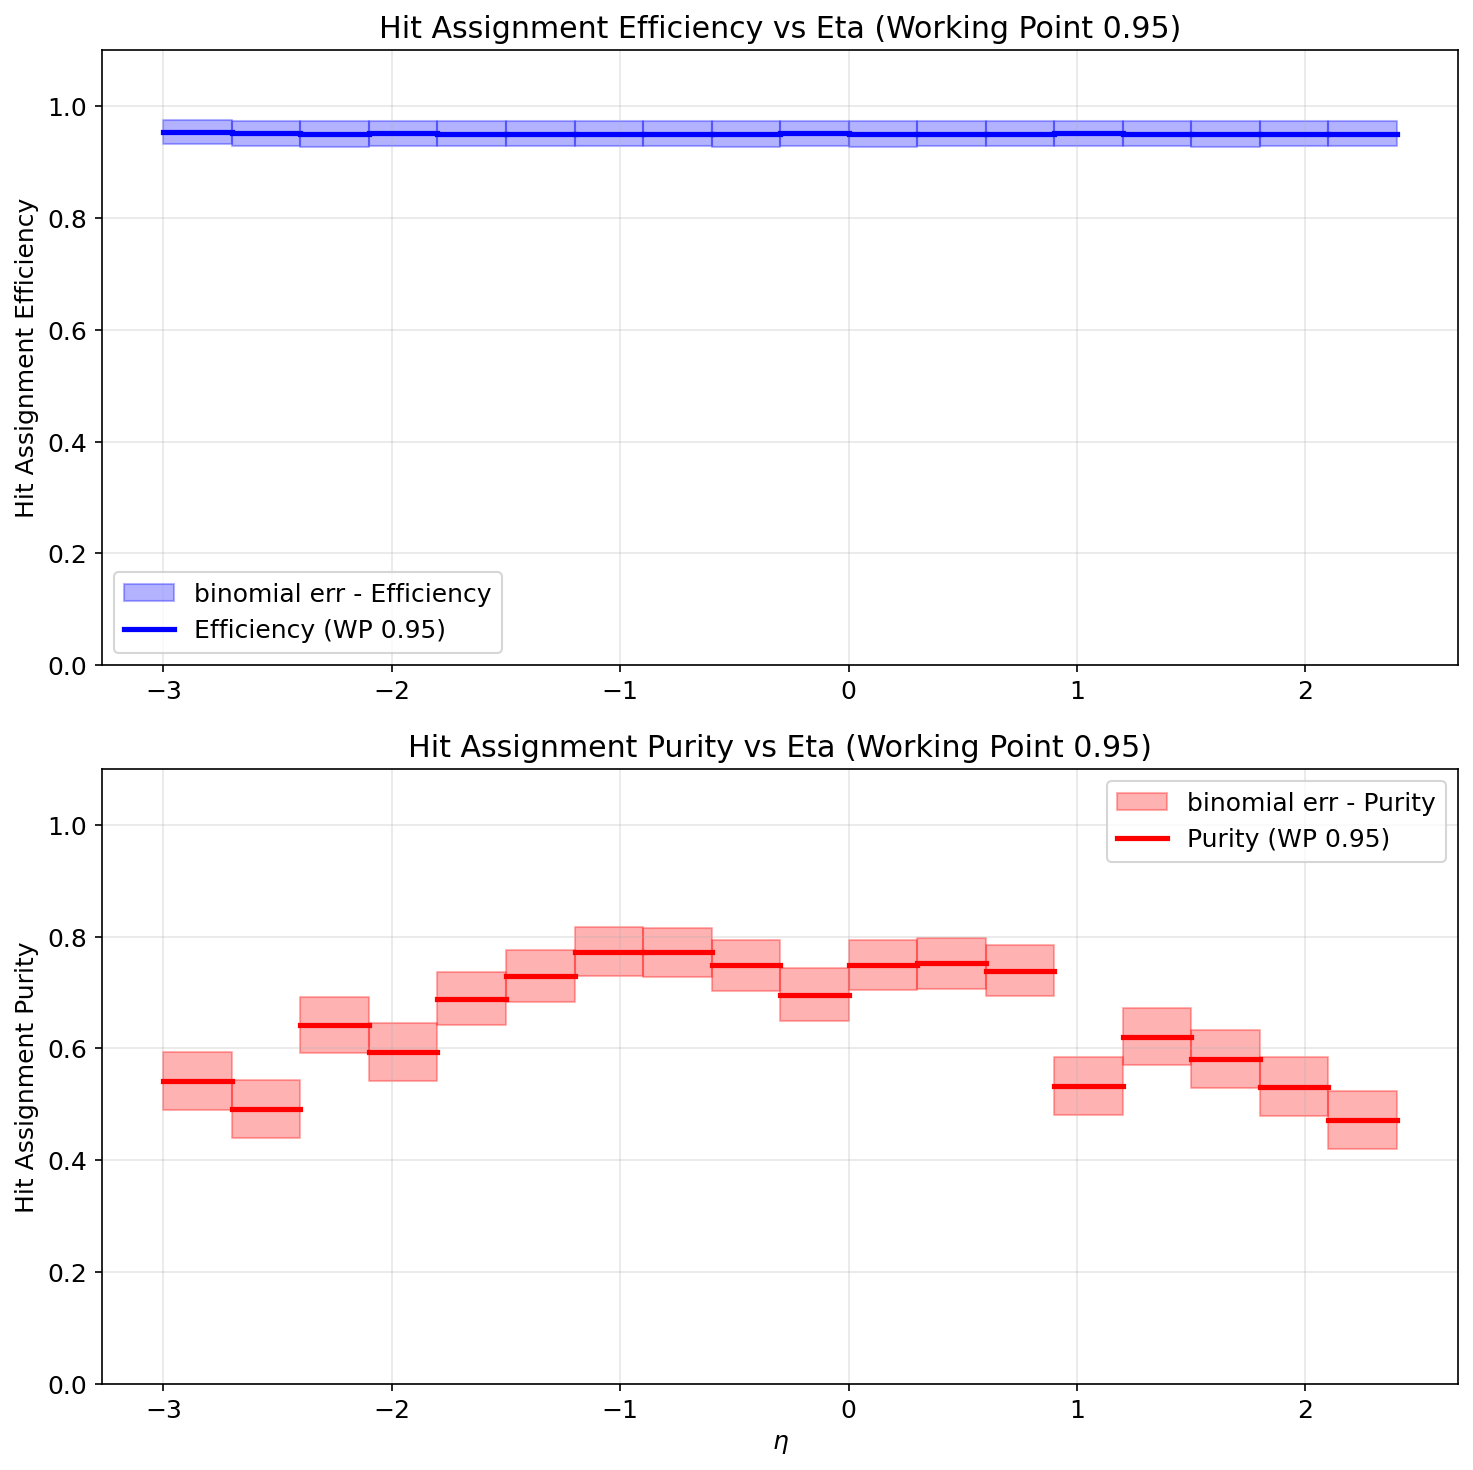 Hit Assignment Efficiency vs Eta (Working Point 0.95)
Hit Assignment Efficiency
1.0
0.8
0.6
0.4
0.2
0.0
binomial err - Efficiency
Efficiency (WP 0.95)
−3 −2 −1 0 1 2
Hit Assignment Purity vs Eta (Working Point 0.95)
Hit Assignment Purity
1.0
0.8
0.6
0.4
0.2
0.0
binomial err - Purity
Purity (WP 0.95)
−3 −2 −1 0 1 2
η